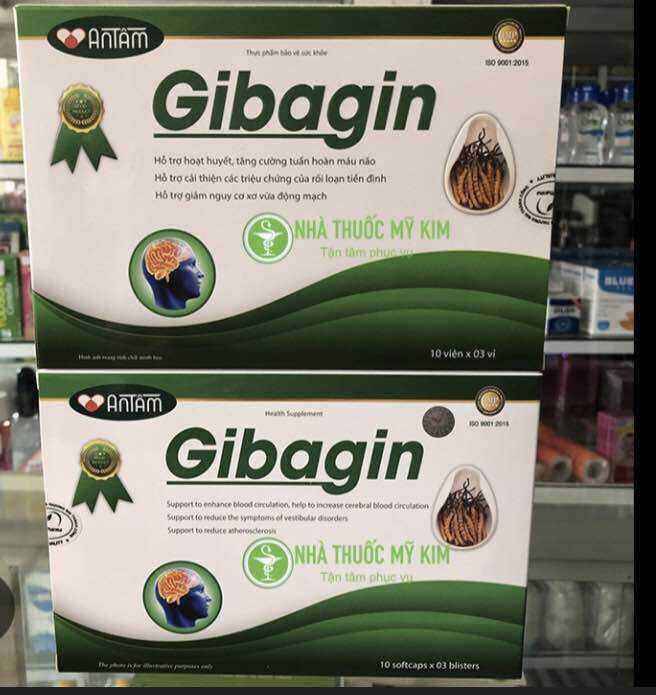 ANTÂM
Thực phẩm bảo vệ sức khỏe
GMP
ISO 9001:2015
Gibagin
Hỗ trợ hoạt huyết, tăng cường tuần hoàn máu não
Hỗ trợ cải thiện các triệu chứng của rối loạn tiền đình
Hỗ trợ giảm nguy cơ xơ vữa động mạch
NHÀ THUỐC MỸ KIM
Tận tâm phục vụ
Hình ảnh mang tính chất minh họa
10 viên x 03 vỉ
BLUE
ANTÂM
Health Supplement
GMP
ISO 9001:2015
Gibagin
Support to enhance blood circulation, help to increase cerebral blood circulation
Support to reduce the symptoms of vestibular disorders
Support to reduce atherosclerosis
NHÀ THUỐC MỸ KIM
Tận tâm phục vụ
The photo is for illustrative purposes only
10 softcaps x 03 blisters